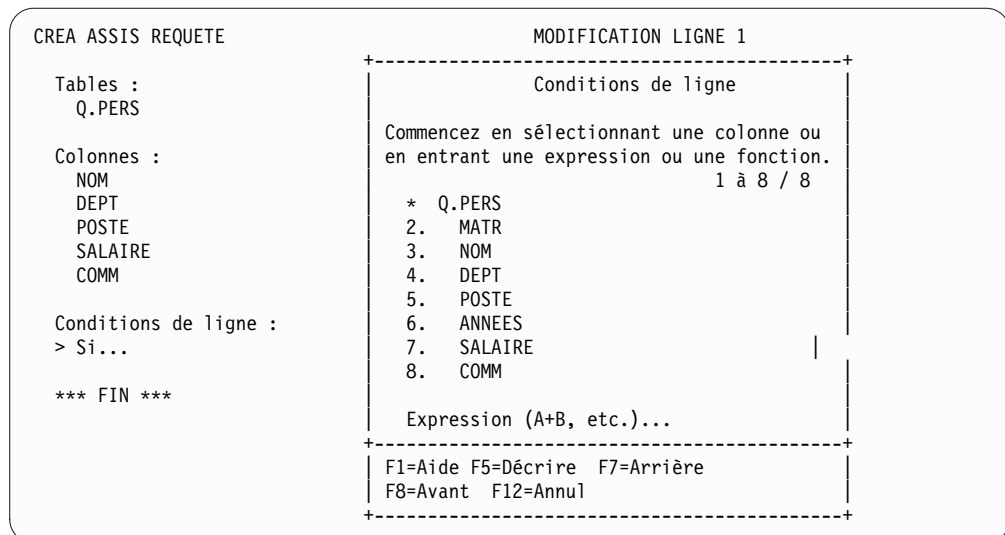 CREA ASSIS REQUETE MODIFICATION LIGNE 1
+-------------------------------------------+
Tables : | Conditions de ligne |
Q.PERS | |
| Commencez en sélectionnant une colonne ou |
Colonnes : | en entrant une expression ou une fonction. |
NOM | 1 à 8 / 8 |
DEPT | * Q.PERS |
POSTE | 2. MATR |
SALAIRE | 3. NOM |
COMM | 4. DEPT |
| 5. POSTE |
Conditions de ligne : | 6. ANNEES |
> Si... | 7. SALAIRE |
| 8. COMM |
*** FIN *** | |
| Expression (A+B, etc.)... |
+-------------------------------------------+
| F1=Aide F5=Décrire F7=Arrière |
| F8=Avant F12=Annul |
+-------------------------------------------+